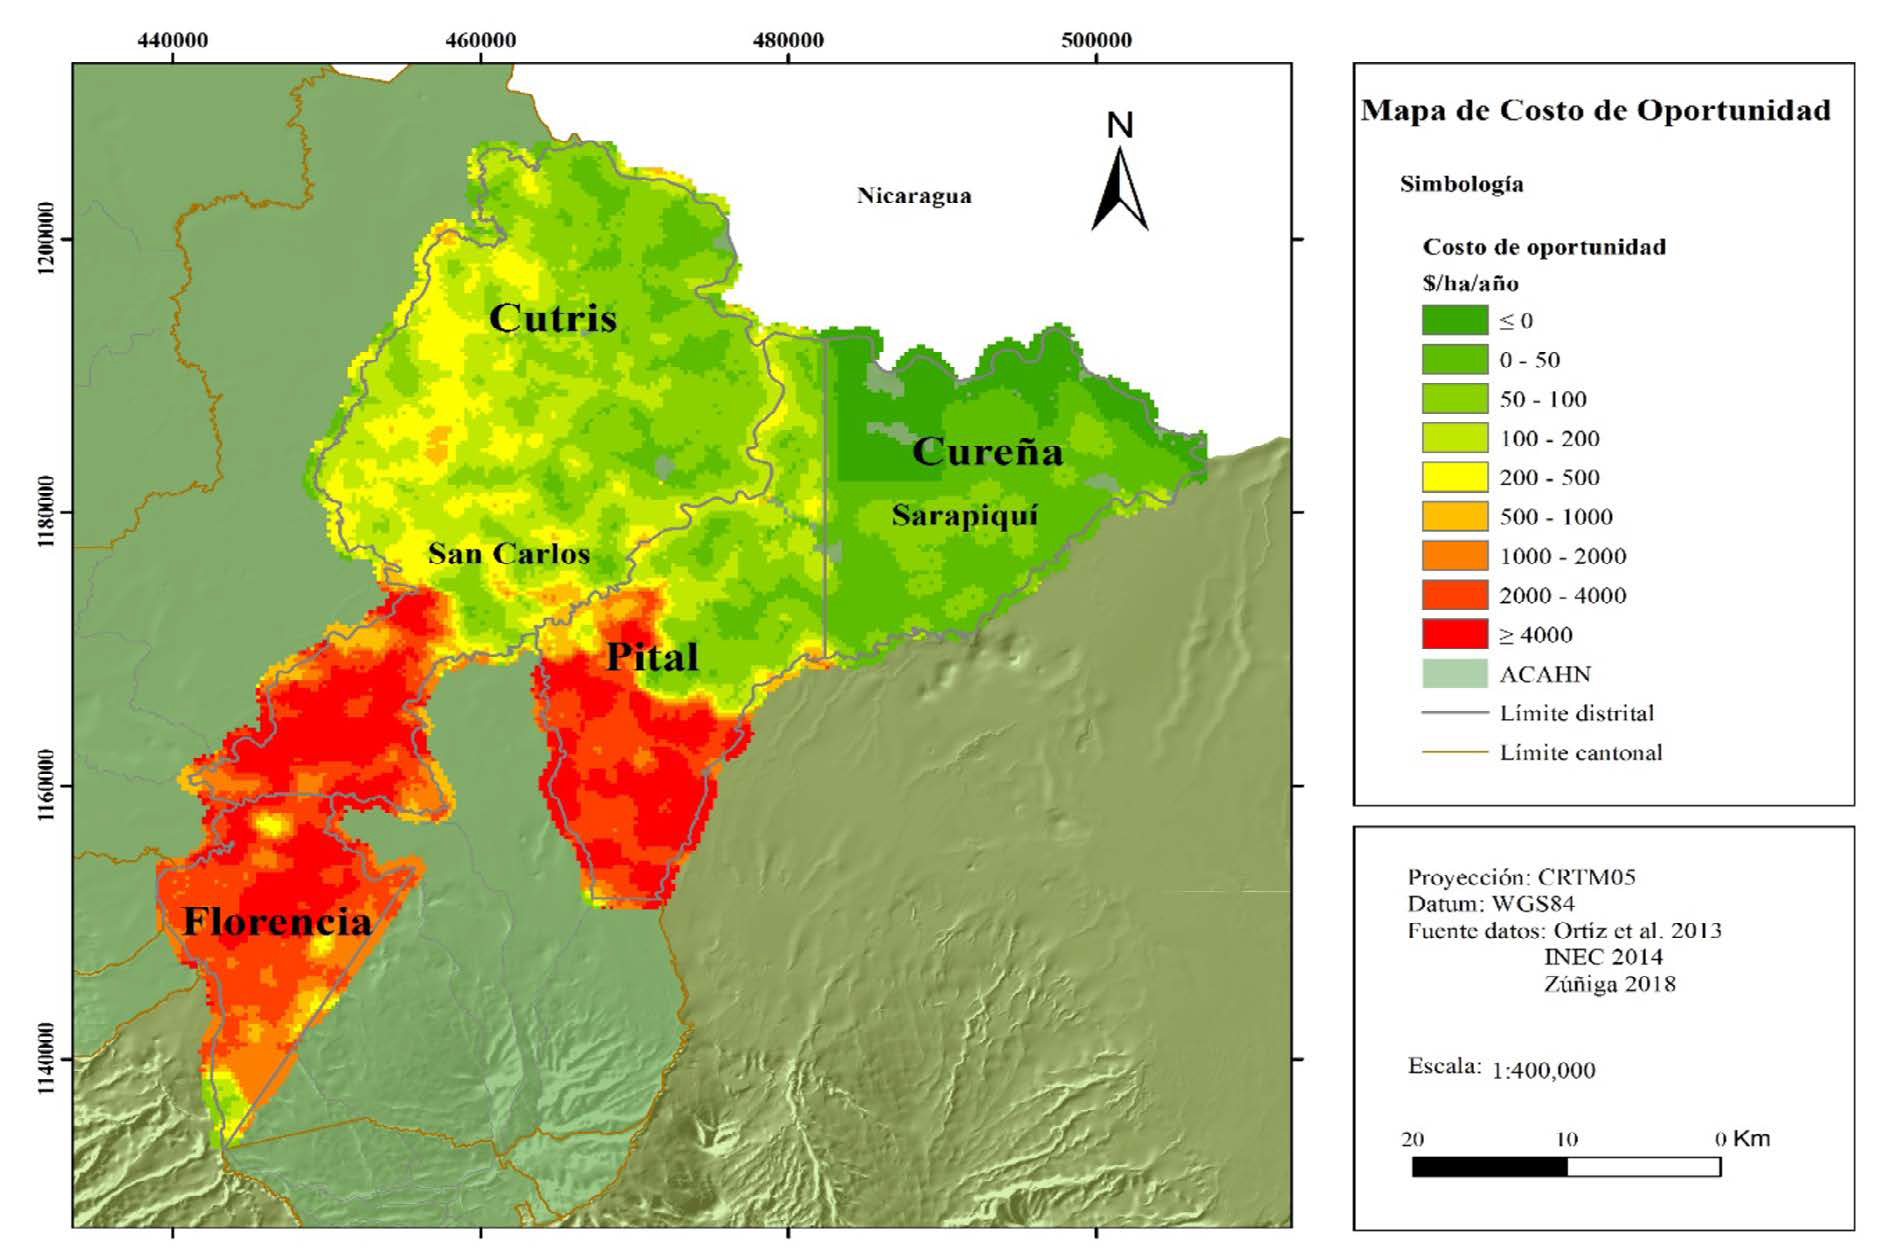 440000 460000 480000 500000
1200000
1180000
1160000
1140000
N
Nicaragua
Cutris
Cureña
Sarapiquí
San Carlos
Pital
Florencia
Mapa de Costo de Oportunidad
Simbología
Costo de oportunidad
$/ha/año
≤ 0
0 - 50
50 - 100
100 - 200
200 - 500
500 - 1000
1000 - 2000
2000 - 4000
≥ 4000
ACAHN
Límite distrital
Límite cantonal
Proyección: CRTM05
Datum: WGS84
Fuente datos: Ortíz et al. 2013
INEC 2014
Zúñiga 2018
Escala: 1:400,000
20 10 0 Km